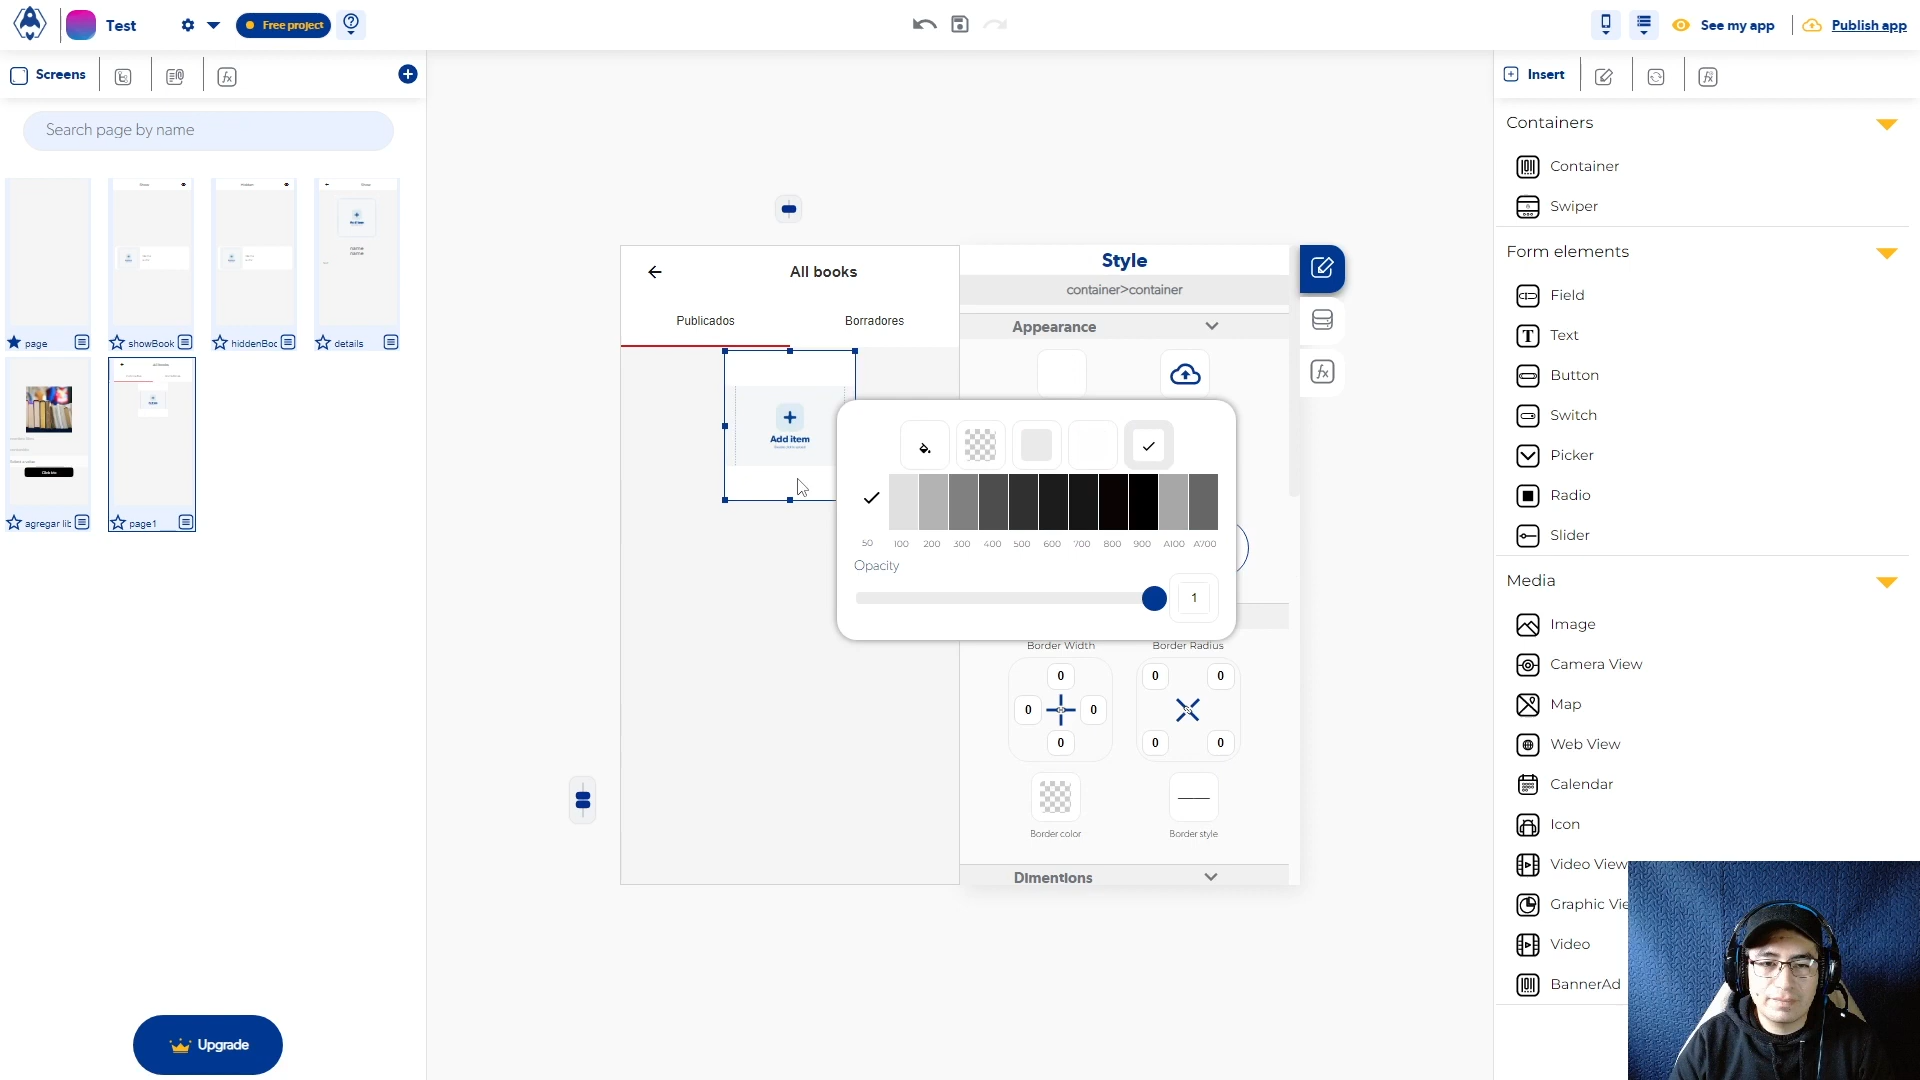 Test
Free project
See my app
Publish app
Screens
Insert
Search page by name
page
showBook
hiddenBoc
details
agregar lib
page1
Upgrade
All books
Publicados
Borradores
Add item
Style
container>container
Appearance
50
100
200
300
400
500
600
700
800
900
A100
A700
Opacity
1
Border Width
Border Radius
0
0
0
0
0
0
0
0
Border color
Border style
Dimentions
Containers
Container
Swiper
Form elements
Field
Text
Button
Switch
Picker
Radio
Slider
Media
Image
Camera View
Map
Web View
Calendar
Icon
Video View
Graphic Vie
Video
BannerAd